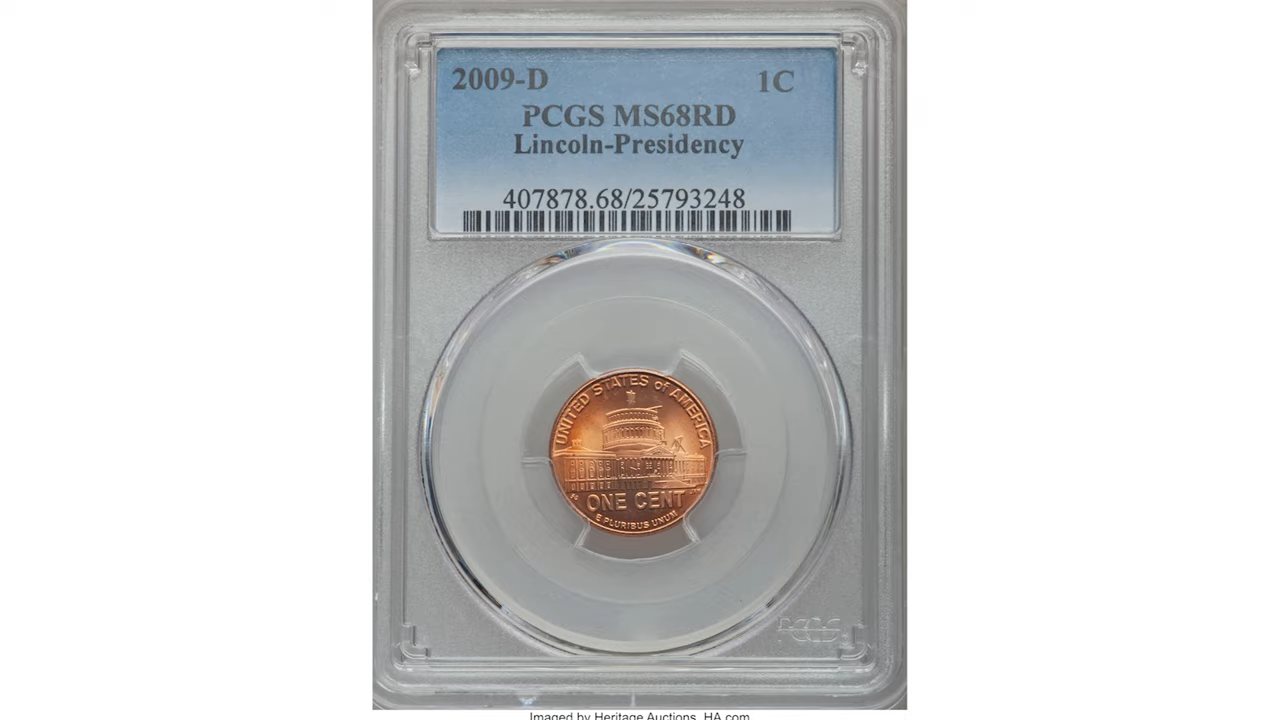 2009-D 1C
PCGS MS68RD
Lincoln-Presidency
407878.68/25793248
UNITED STATES of AMERICA
ONE CENT
E PLURIBUS UNUM
PCGS
Imaged by Heritage Auctions, HA.com